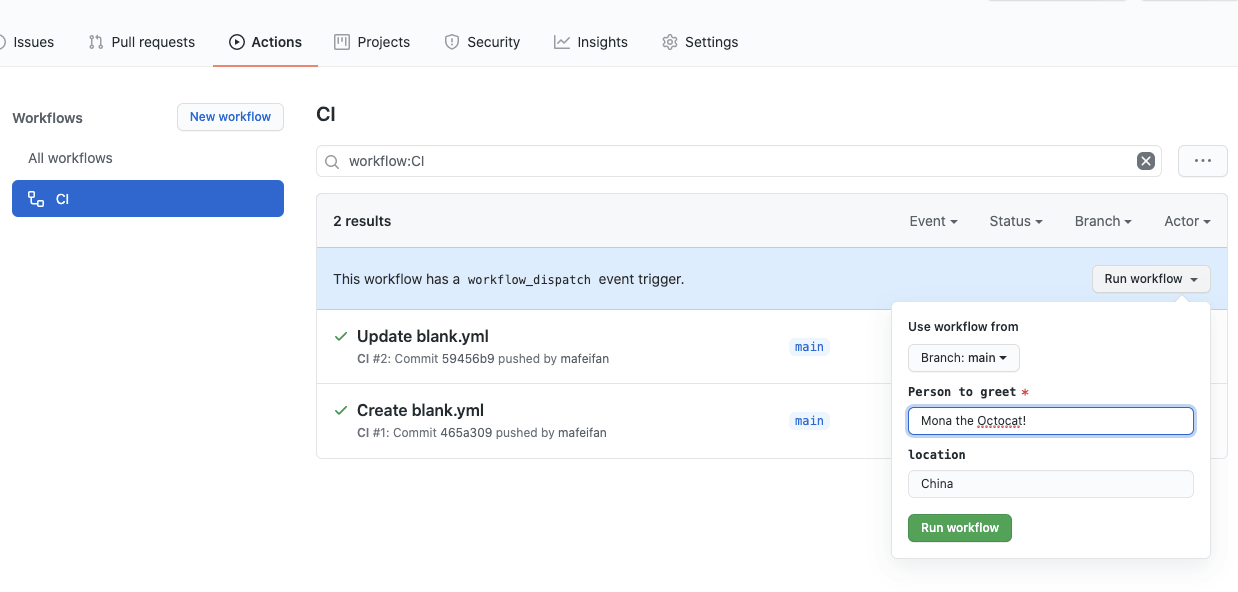 Issues Pull requests Actions Projects Security Insights Settings
Workflows New workflow
All workflows
CI
CI
workflow:CI ...
2 results Event Status Branch Actor
This workflow has a workflow_dispatch event trigger. Run workflow
Update blank.yml
CI #2: Commit 59456b9 pushed by mafeifan
main
Create blank.yml
CI #1: Commit 465a309 pushed by mafeifan
main
Use workflow from
Branch: main
Person to greet *
Mona the Octocat!
location
China
Run workflow